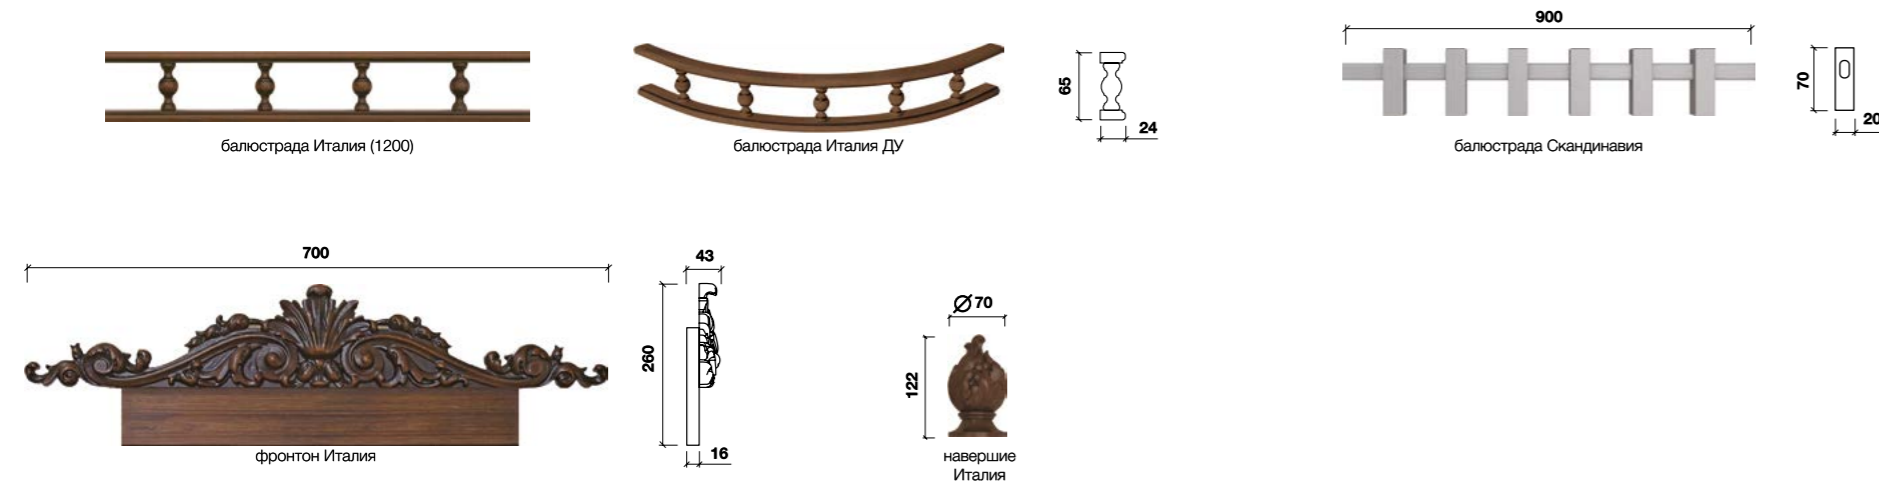 900
65
24
70
20
балюстрада Италия (1200)
балюстрада Италия ДУ
балюстрада Скандинавия
700
43
260
16
Ø 70
122
фронтон Италия
навершие
Италия